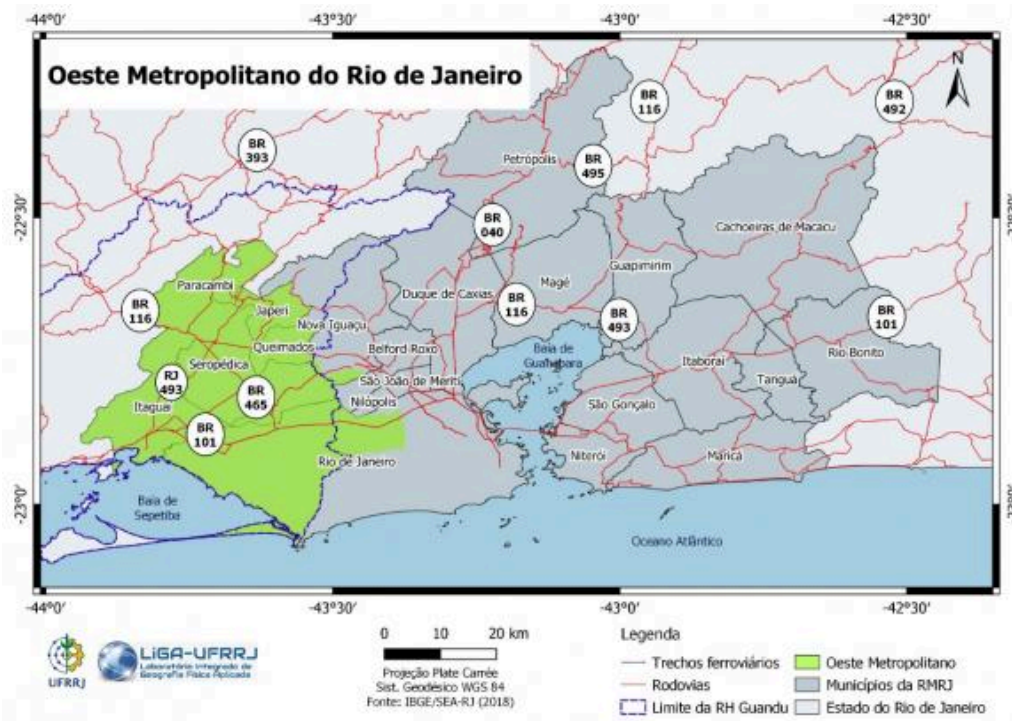 -44°0'
-43°30'
-43°0'
-42°30'
Oeste Metropolitano do Rio de Janeiro
N
BR
116
BR
492
BR
393
Petrópolis
BR
495
-22°30'
BR
040
Cachoeiras de Macacu
Guapimirim
Paracambi
Magé
Duque de Caxias
BR
116
Japeri
BR
116
BR
493
BR
101
Nova Iguaçu
Queimados
Belford Roxo
Baía de
Guanabara
Rio Bonito
Itaboraí
Seropédica
RJ
493
São João de Meriti
Tanguá
BR
465
Nilópolis
São Gonçalo
Itaguaí
BR
101
Rio de Janeiro
Niterói
Maricá
-23°0'
Baía de
Sepetiba
Oceano Atlântico
-44°0'
-43°30'
-43°0'
-42°30'
UFRRJ
LiGA-UFRRJ
Laboratório Integrado de
Geografia Física Aplicada
0 10 20 km
Projeção Plate Carrée
Sist. Geodésico WGS 84
Fonte: IBGE/SEA-RJ (2018)
Legenda
Trechos ferroviários
Rodovias
Limite da RH Guandu
Oeste Metropolitano
Municípios da RMRJ
Estado do Rio de Janeiro